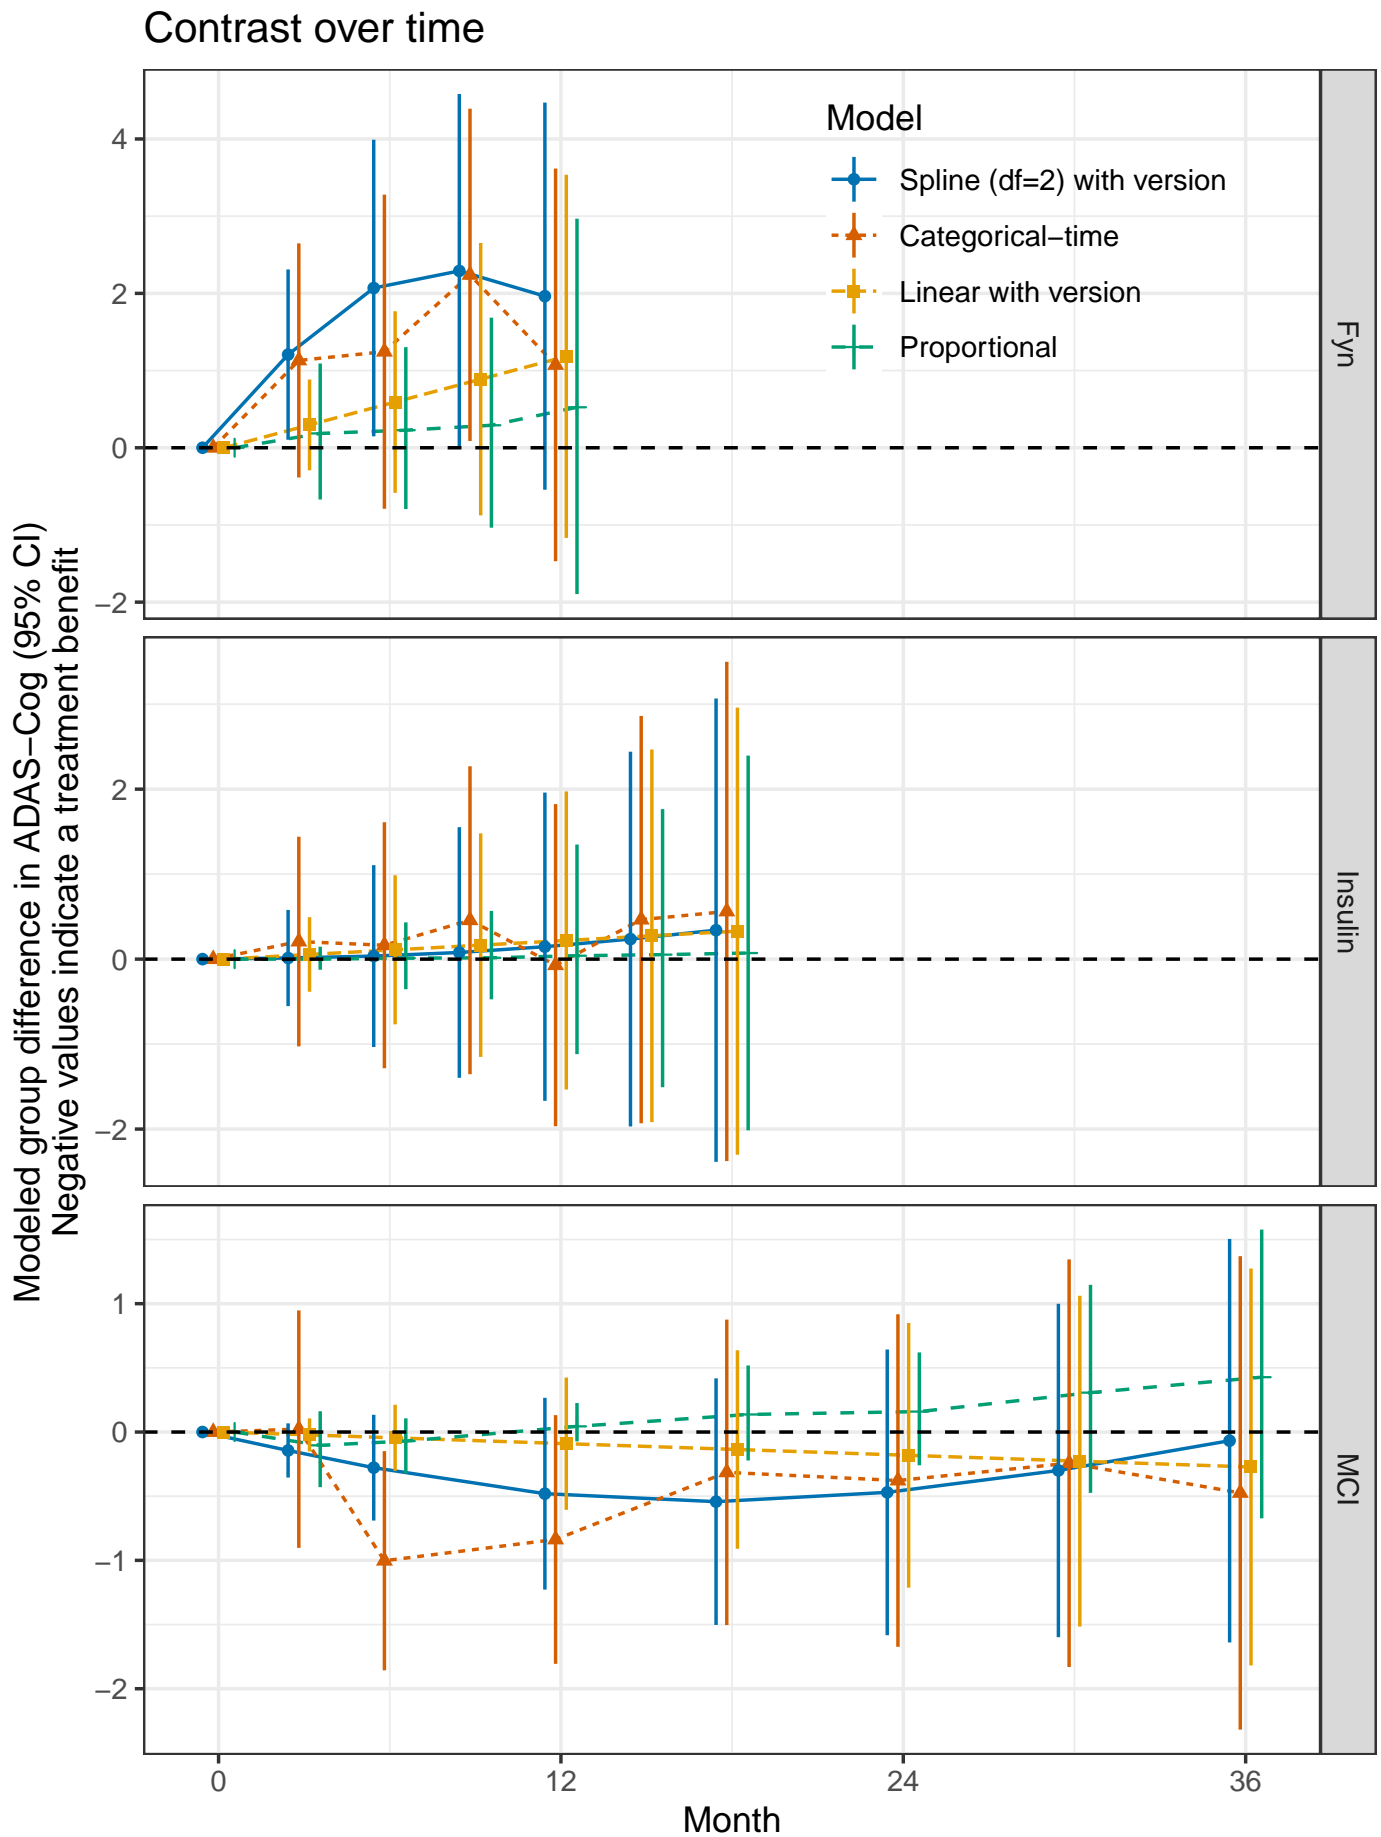 Contrast over time
Modeled group difference in ADAS−Cog (95% CI)
Negative values indicate a treatment benefit
4
2
0
−2
Model
Spline (df=2) with version
Categorical−time
Linear with version
Proportional
Fyn
2
0
−2
Insulin
1
0
−1
−2
MCI
0
12
24
36
Month